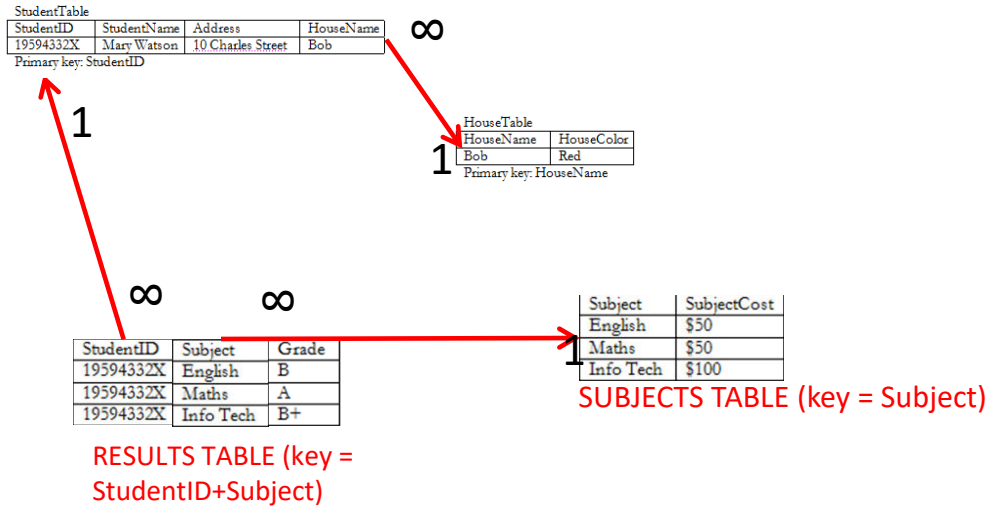 StudentTable
StudentID StudentName Address HouseName
19594332X Mary Watson 10 Charles Street Bob
Primary key: StudentID
∞
1
HouseTable
HouseName HouseColor
Bob Red
Primary key: HouseName
1
∞ ∞
StudentID Subject Grade
19594332X English B
19594332X Maths A
19594332X Info Tech B+
RESULTS TABLE (key =
StudentID+Subject)
Subject SubjectCost
English $50
Maths $50
Info Tech $100
1
SUBJECTS TABLE (key = Subject)